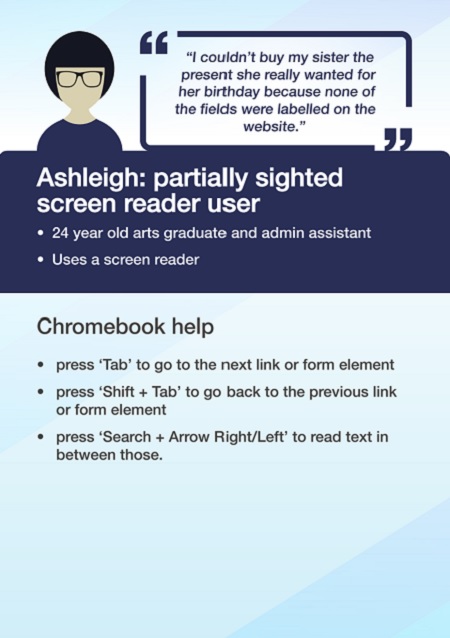 “I couldn’t buy my sister the
present she really wanted for
her birthday because none of
the fields were labelled on the
website.”
Ashleigh: partially sighted
screen reader user
• 24 year old arts graduate and admin assistant
• Uses a screen reader
Chromebook help
• press ‘Tab’ to go to the next link or form element
• press ‘Shift + Tab’ to go back to the previous link
or form element
• press ‘Search + Arrow Right/Left’ to read text in
between those.